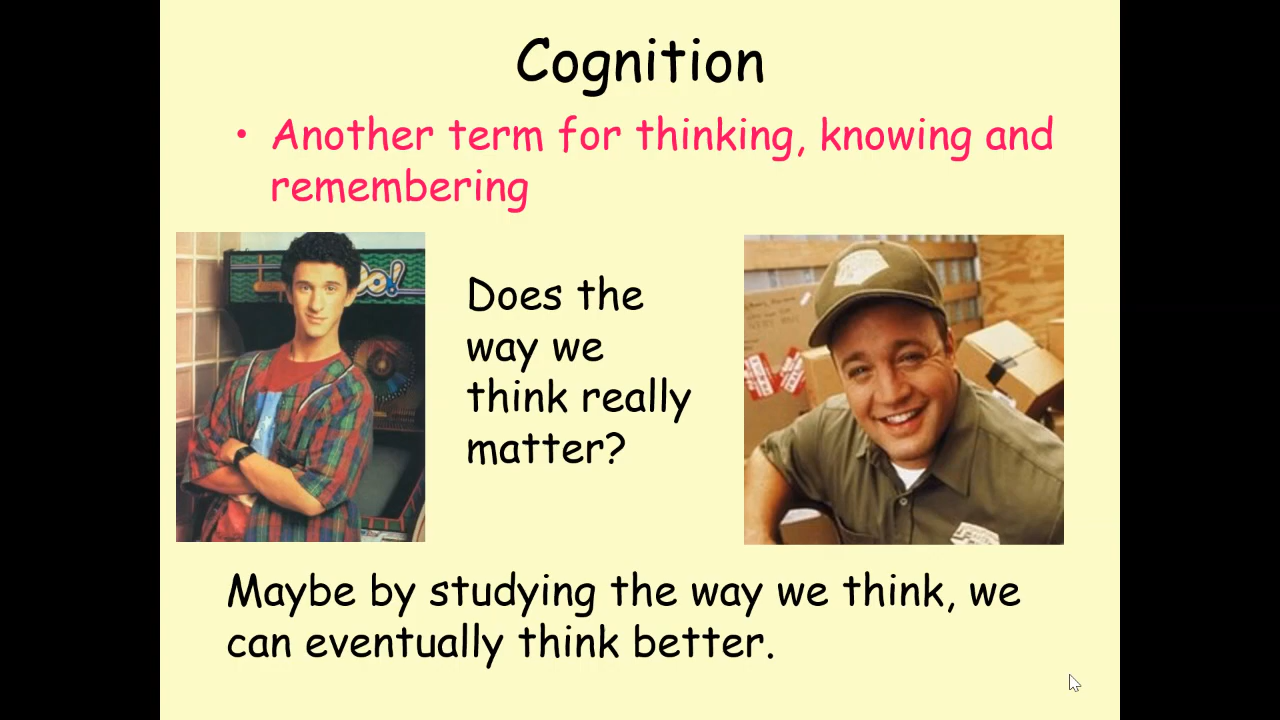 Cognition
• Another term for thinking, knowing and
remembering
Does the
way we
think really
matter?
Maybe by studying the way we think, we
can eventually think better.